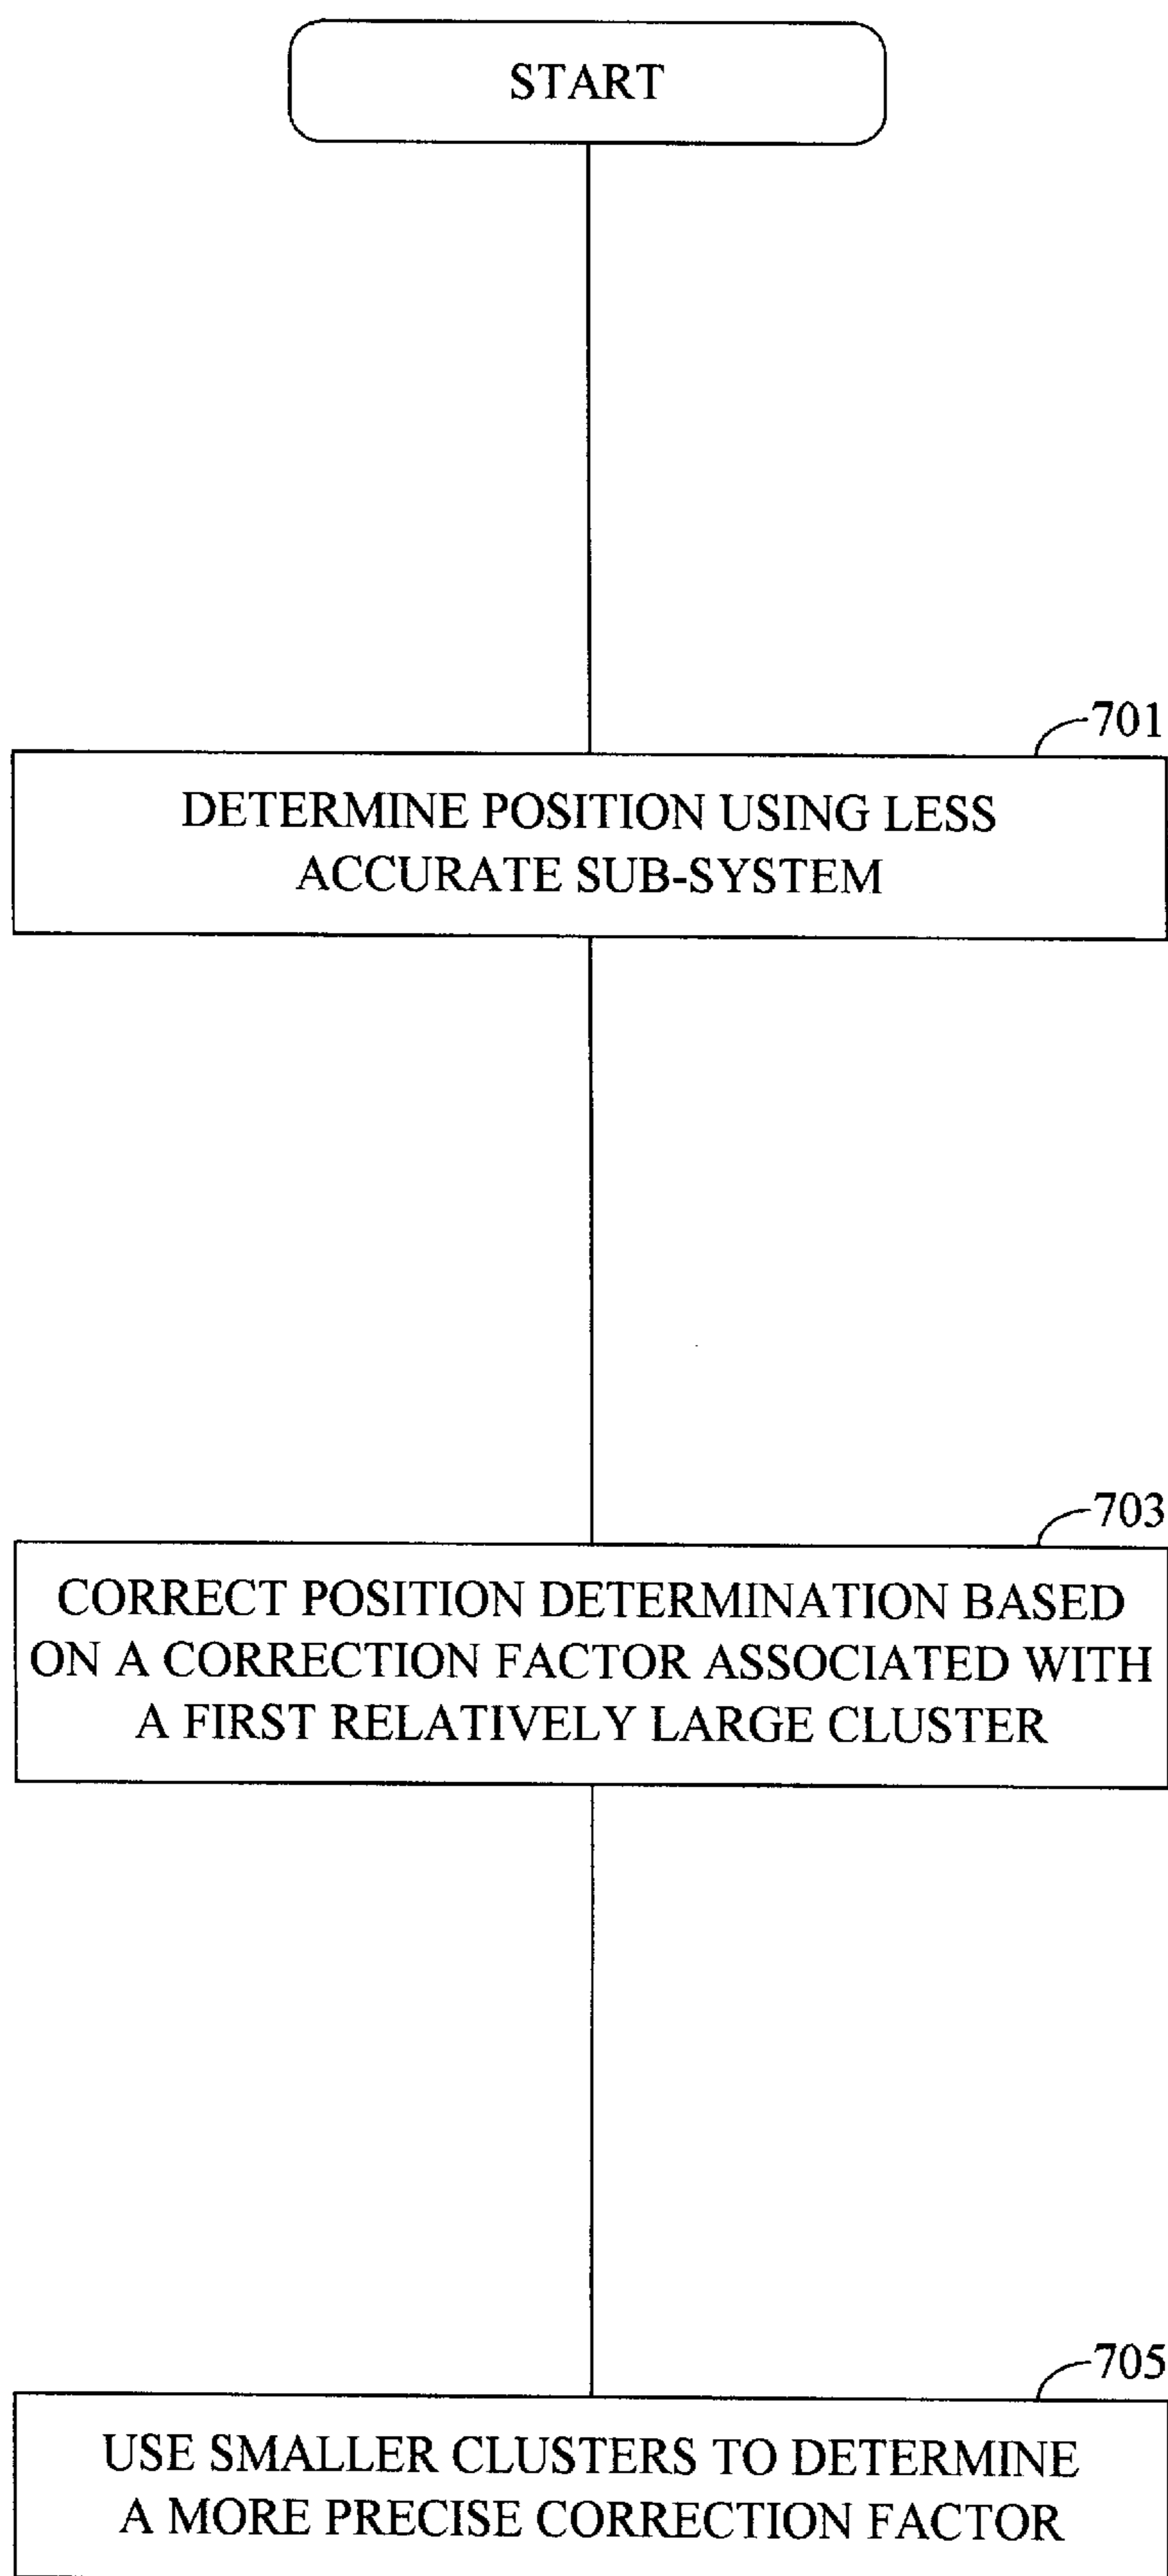 START
701
DETERMINE POSITION USING LESS
ACCURATE SUB-SYSTEM
703
CORRECT POSITION DETERMINATION BASED
ON A CORRECTION FACTOR ASSOCIATED WITH
A FIRST RELATIVELY LARGE CLUSTER
705
USE SMALLER CLUSTERS TO DETERMINE
A MORE PRECISE CORRECTION FACTOR